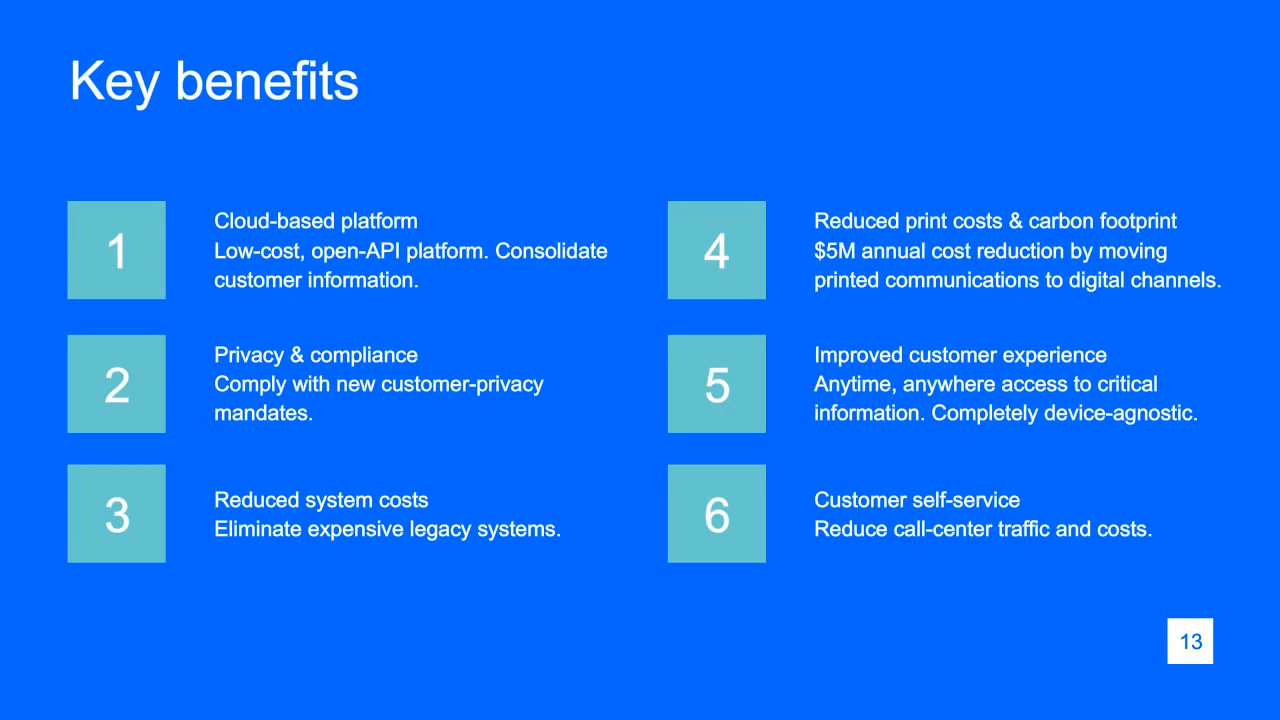 Key benefits
1
Cloud-based platform
Low-cost, open-API platform. Consolidate
customer information.
2
Privacy & compliance
Comply with new customer-privacy
mandates.
3
Reduced system costs
Eliminate expensive legacy systems.
4
Reduced print costs & carbon footprint
$5M annual cost reduction by moving
printed communications to digital channels.
5
Improved customer experience
Anytime, anywhere access to critical
information. Completely device-agnostic.
6
Customer self-service
Reduce call-center traffic and costs.
13